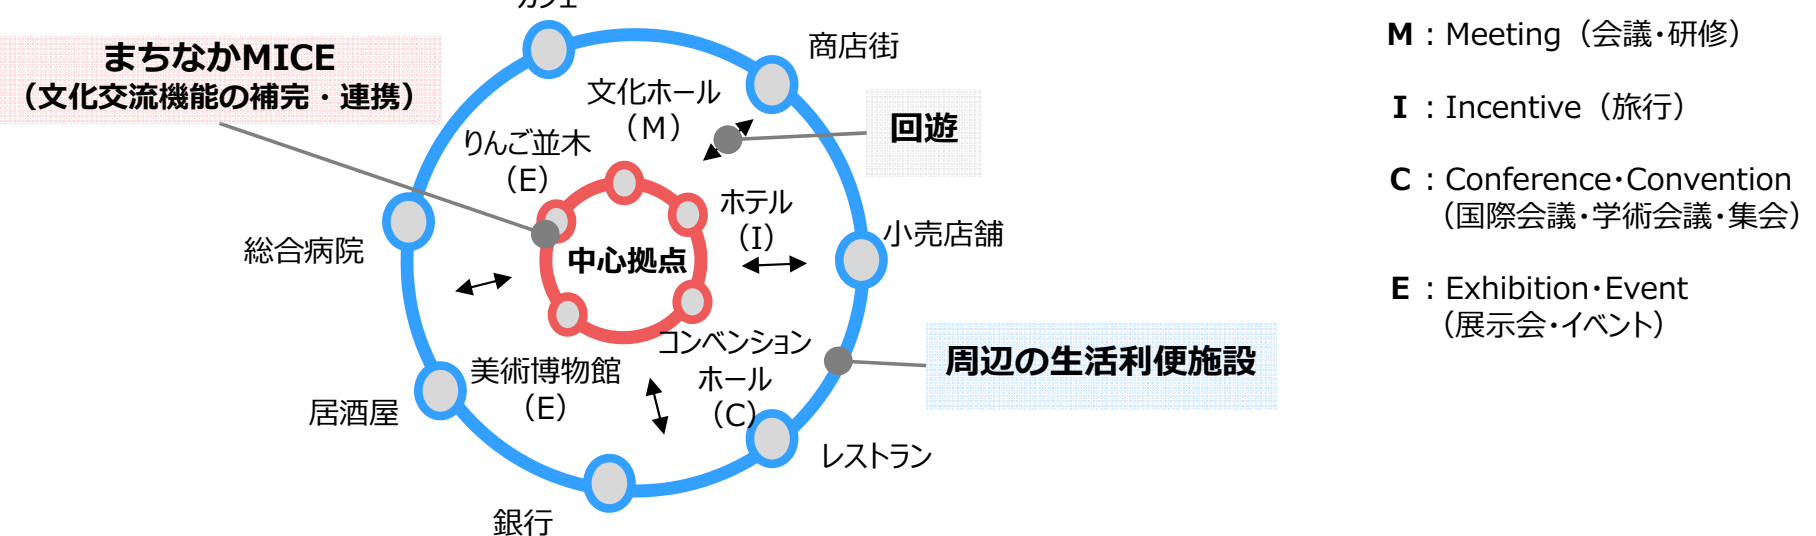 カフェ
まちなかMICE
（文化交流機能の補完・連携）
商店街
文化ホール
（M）
回遊
りんご並木
（E）
ホテル
（I）
小売店舗
総合病院
中心拠点
コンベンション
ホール
（C）
周辺の生活利便施設
美術博物館
（E）
居酒屋
レストラン
銀行
M：Meeting（会議・研修）
I：Incentive（旅行）
C：Conference・Convention
（国際会議・学術会議・集会）
E：Exhibition・Event
（展示会・イベント）